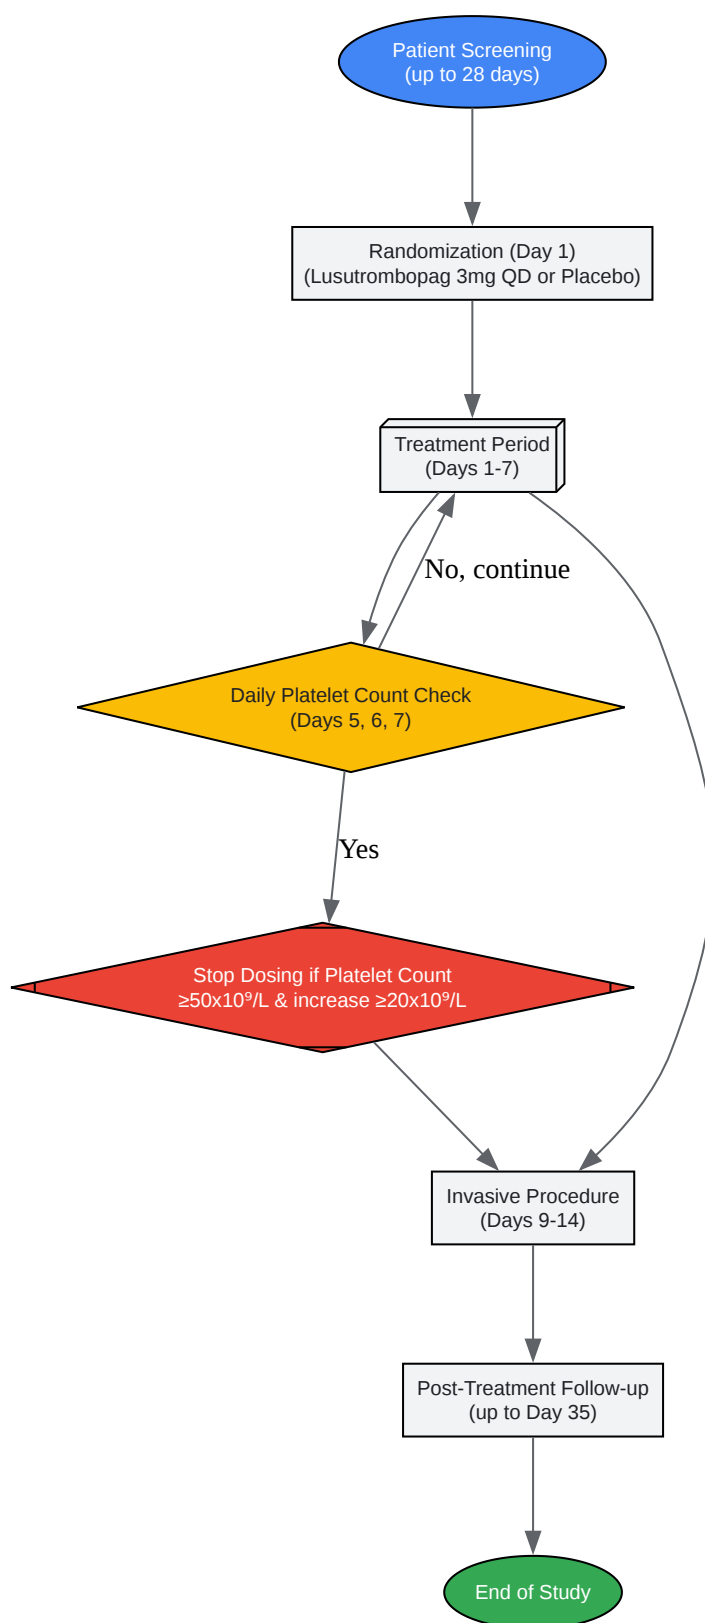 Patient Screening
(up to 28 days)
Randomization (Day 1)
(Lusutrombopag 3mg QD or Placebo)
Treatment Period
(Days 1-7)
No, continue
Daily Platelet Count Check
(Days 5, 6, 7)
Yes
Stop Dosing if Platelet Count
≥50x10⁹/L & increase ≥20x10⁹/L
Invasive Procedure
(Days 9-14)
Post-Treatment Follow-up
(up to Day 35)
End of Study